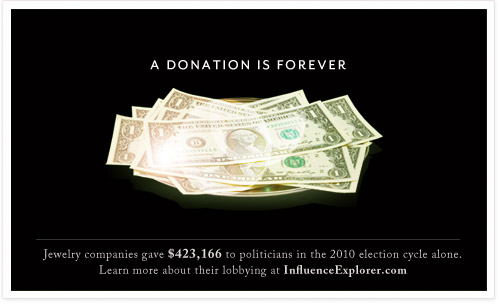 A DONATION IS FOREVER
Jewelry companies gave $423,166 to politicians in the 2010 election cycle alone.
Learn more about their lobbying at InfluenceExplorer.com